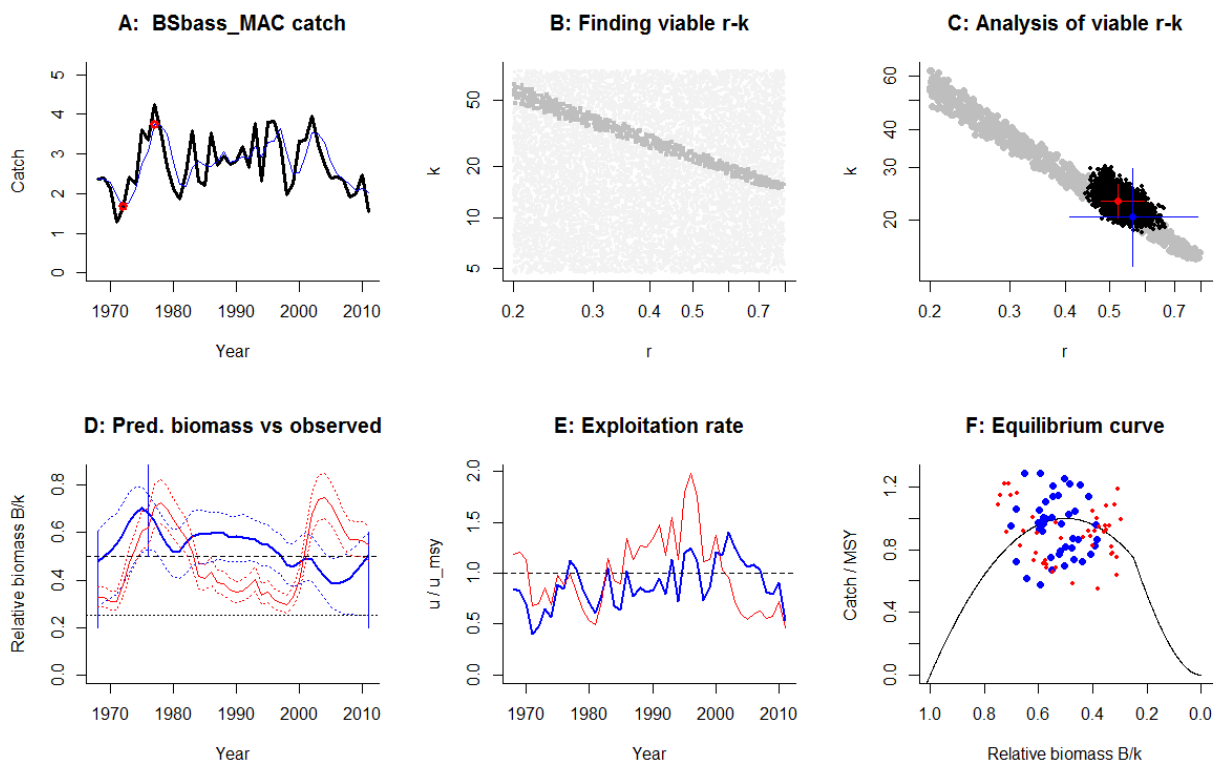 A: BSbass_MAC catch
Catch
5
4
3
2
1
0
1970 1980 1990 2000 2010
Year
B: Finding viable r-k
k
50
20
10
5
0.2 0.3 0.4 0.5 0.7
r
C: Analysis of viable r-k
k
60
40
30
20
0.2 0.3 0.4 0.5 0.7
r
D: Pred. biomass vs observed
Relative biomass B/k
0.8
0.6
0.4
0.2
0.0
1970 1980 1990 2000 2010
Year
E: Exploitation rate
u / u_msy
2.0
1.5
1.0
0.5
0.0
1970 1980 1990 2000 2010
Year
F: Equilibrium curve
Catch / MSY
1.2
0.8
0.4
0.0
1.0 0.8 0.6 0.4 0.2 0.0
Relative biomass B/k